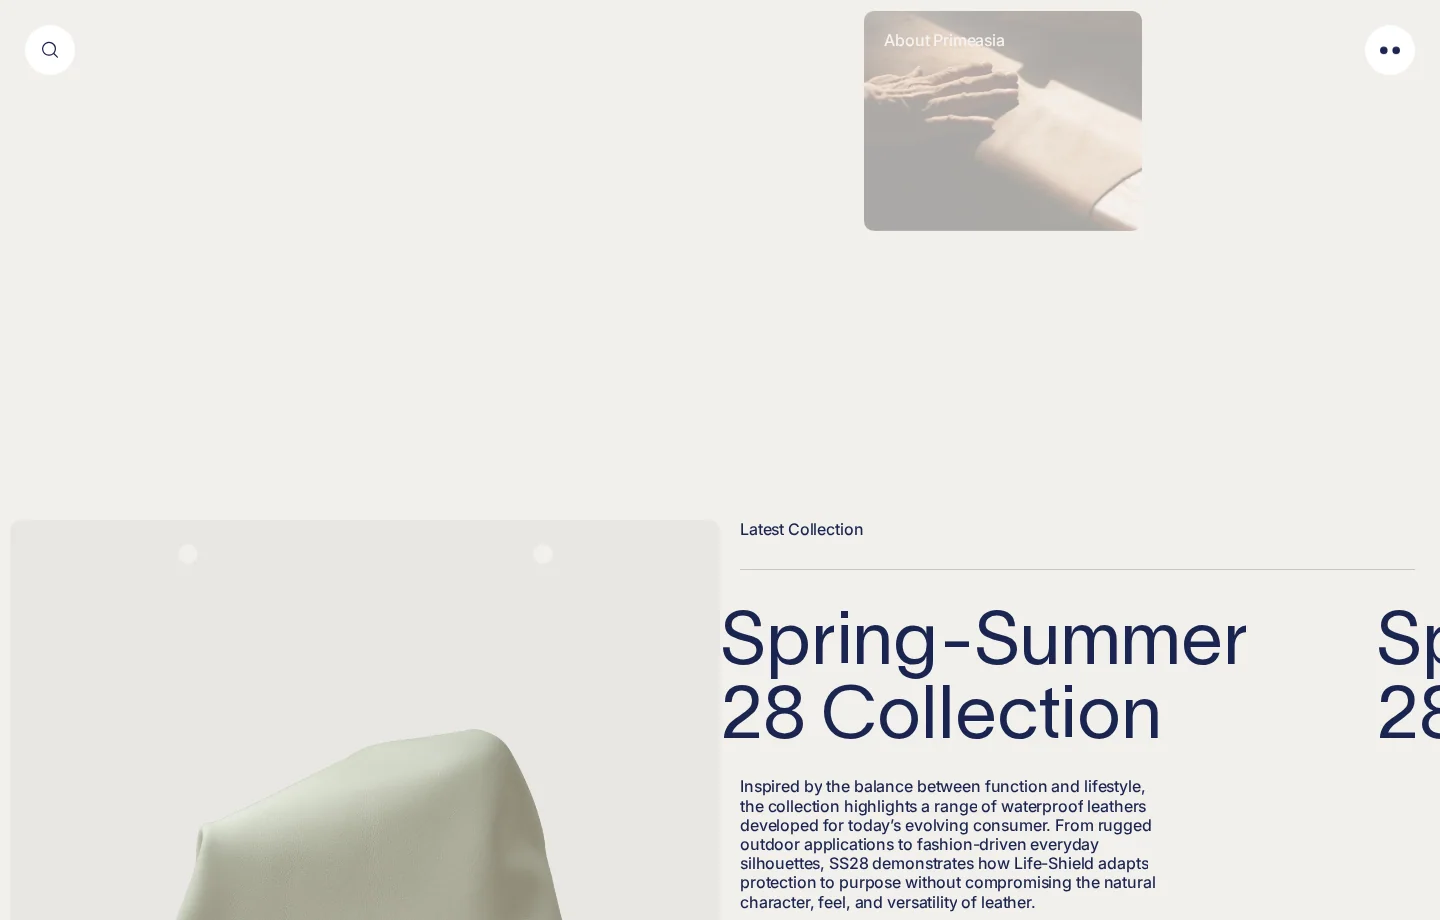 About Primeasia
Latest Collection
Spring-Summer
28 Collection
Sp
28
Inspired by the balance between function and lifestyle,
the collection highlights a range of waterproof leathers
developed for today’s evolving consumer. From rugged
outdoor applications to fashion-driven everyday
silhouettes, SS28 demonstrates how Life-Shield adapts
protection to purpose without compromising the natural
character, feel, and versatility of leather.